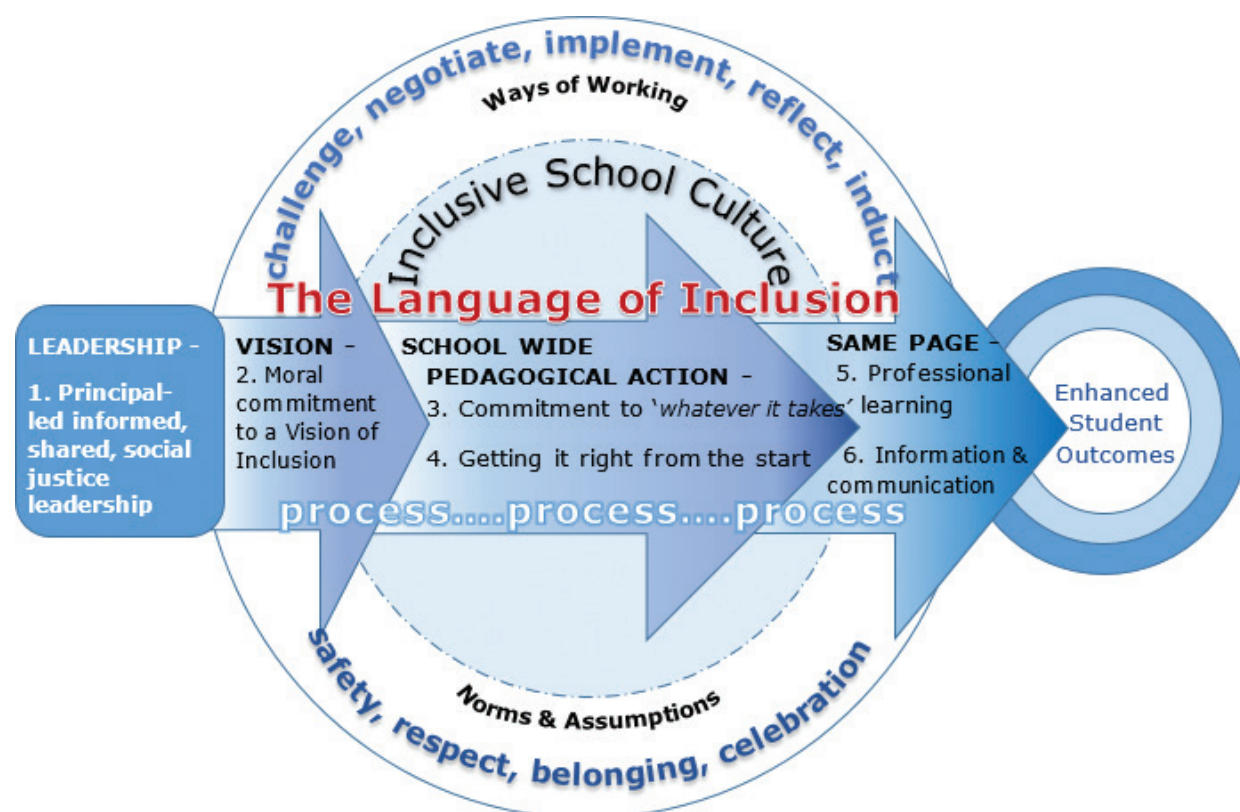 challenge, negotiate, implement, reflect, induct
Ways of Working
Inclusive School Culture
The Language of Inclusion
LEADERSHIP -
1. Principal-
led informed,
shared, social
justice
leadership
VISION -
2. Moral
commitment
to a Vision of
Inclusion
SCHOOL WIDE
PEDAGOGICAL ACTION -
3. Commitment to ‘whatever it takes’
4. Getting it right from the start
SAME PAGE -
5. Professional
learning
6. Information &
communication
Enhanced
Student
Outcomes
process....process....process
Norms & Assumptions
safety, respect, belonging, celebration